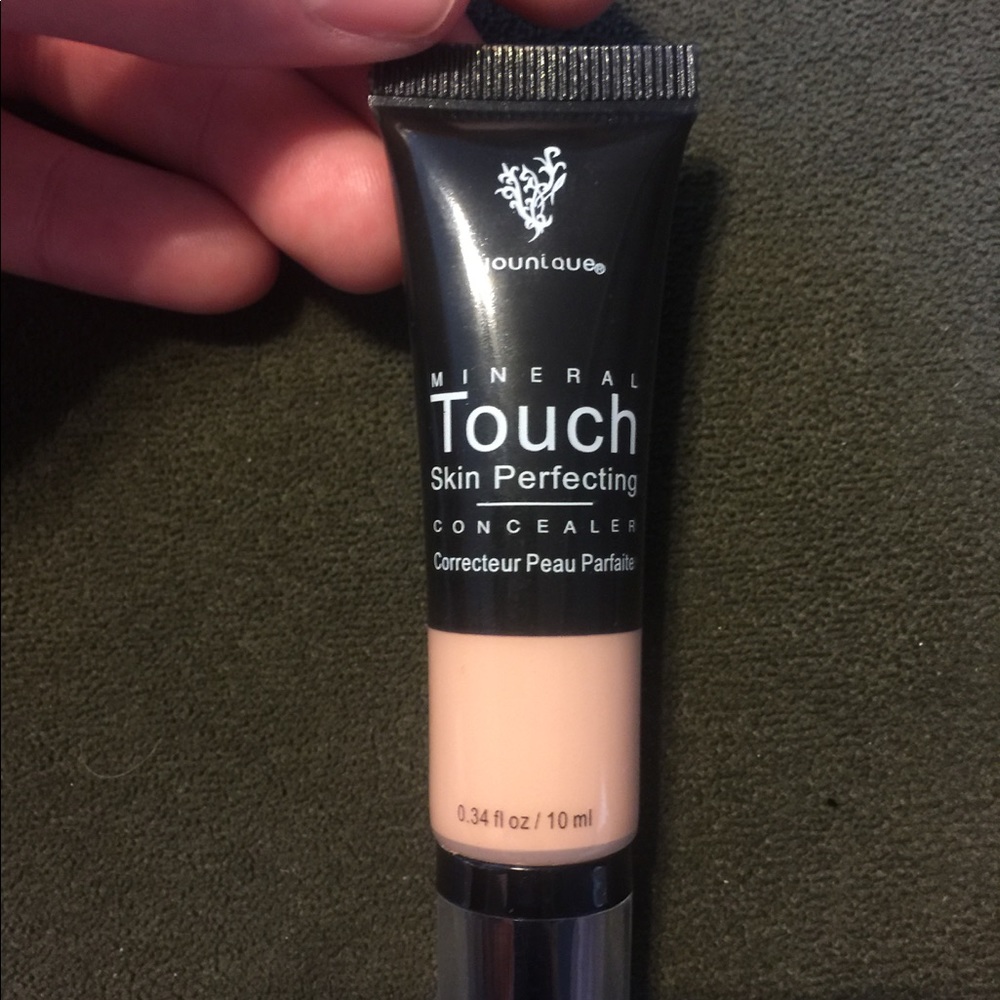 younique®
MINERAL
Touch
Skin Perfecting
CONCEALER
Correcteur Peau Parfaite
0.34 fl oz / 10 ml